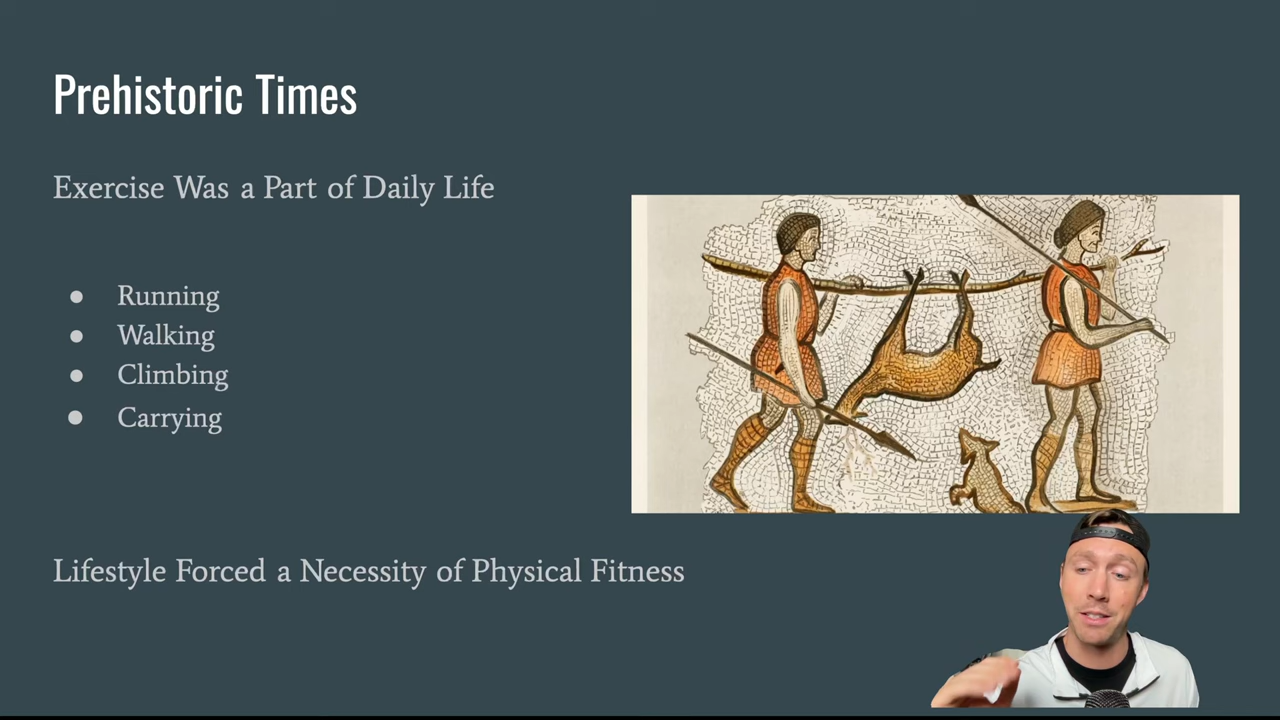 Prehistoric Times
Exercise Was a Part of Daily Life
● Running
● Walking
● Climbing
● Carrying
Lifestyle Forced a Necessity of Physical Fitness